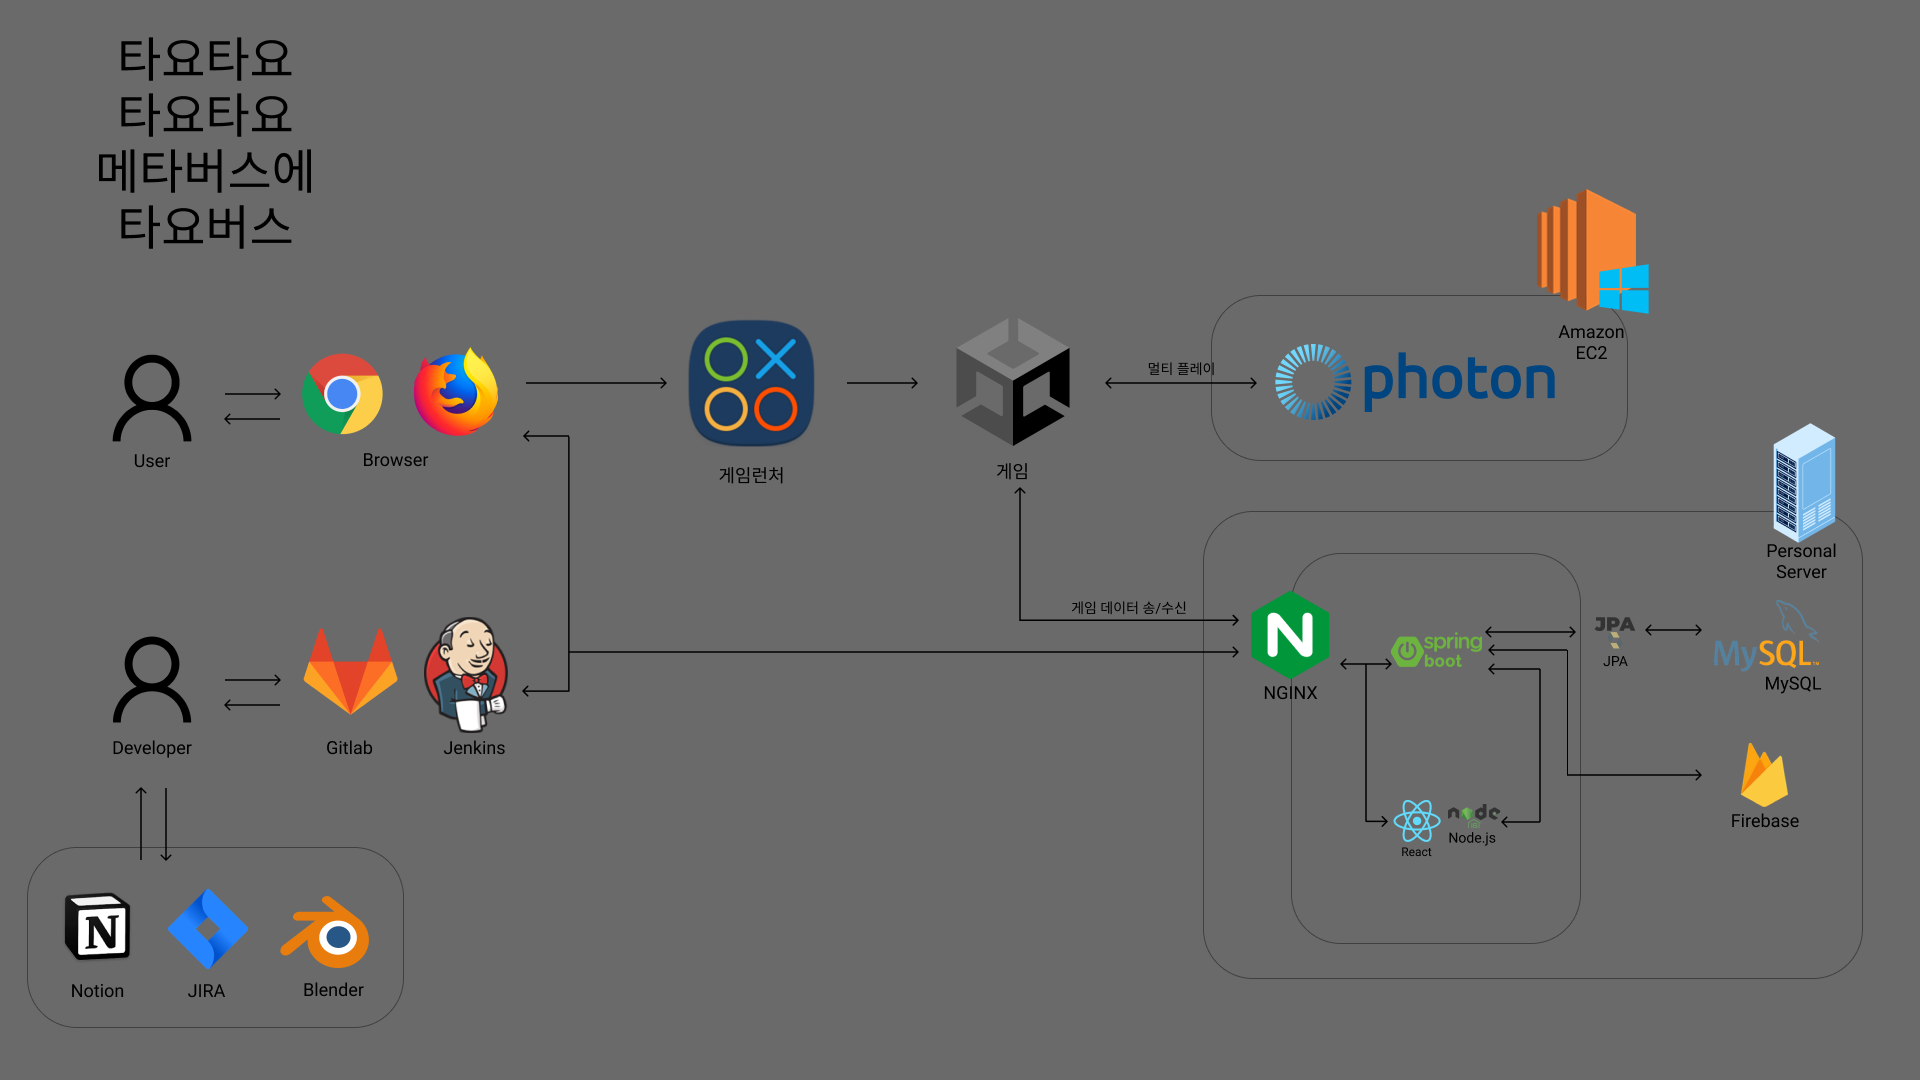 타요타요
타요타요
메타버스에
타요버스
Amazon
EC2
멀티 플레이
photon
User
Browser
게임런쳐
게임
Personal
Server
게임 데이터 송/수신
N
NGINX
spring
boot
JPA
JPA
MySQL™
MySQL
Developer
Gitlab
Jenkins
node
React
Node.js
Firebase
N
Notion
JIRA
Blender